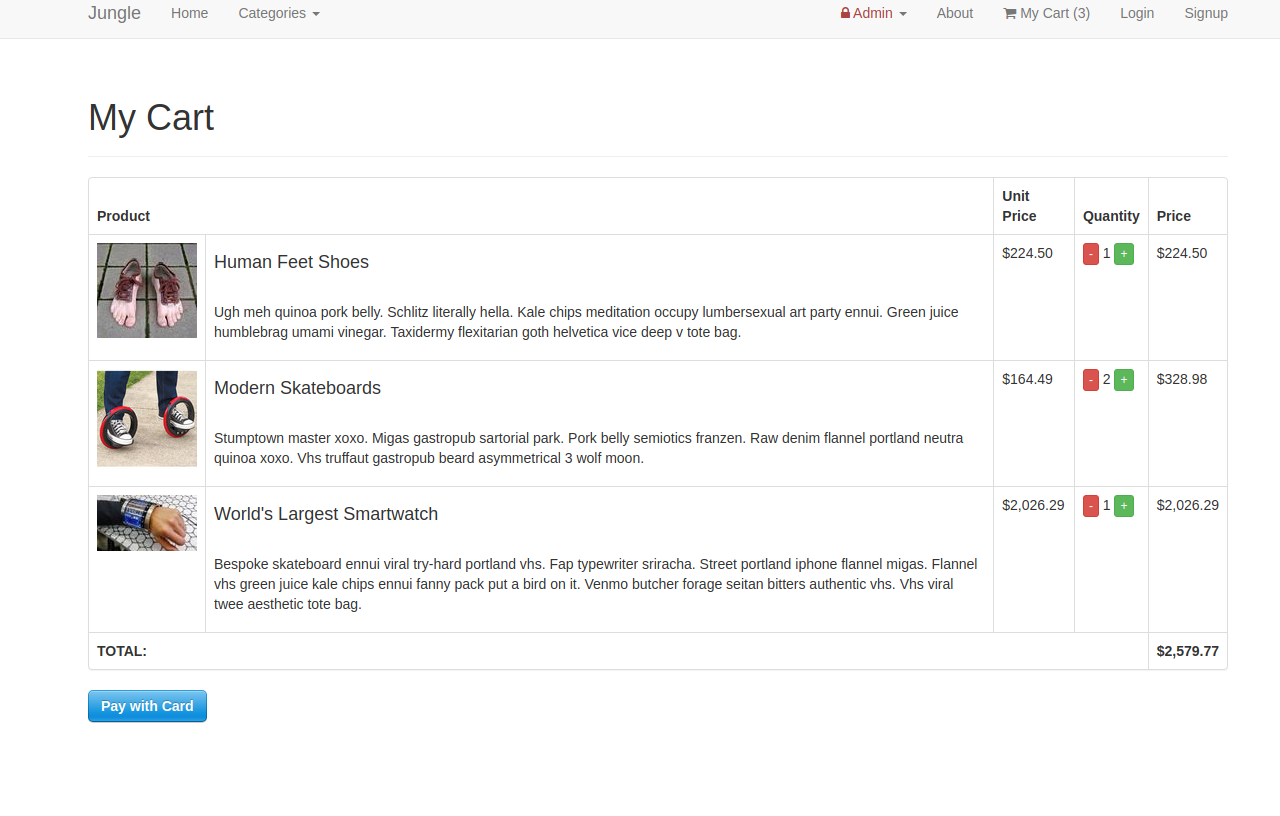 Jungle Home Categories Admin About My Cart (3) Login Signup
My Cart
Product Unit Price Quantity Price
Human Feet Shoes $224.50 - 1 + $224.50
Ugh meh quinoa pork belly. Schlitz literally hella. Kale chips meditation occupy lumbersexual art party ennui. Green juice
humblebrag umami vinegar. Taxidermy flexitarian goth helvetica vice deep v tote bag.
Modern Skateboards $164.49 - 2 + $328.98
Stumptown master xoxo. Migas gastropub sartorial park. Pork belly semiotics franzen. Raw denim flannel portland neutra
quinoa xoxo. Vhs truffaut gastropub beard asymmetrical 3 wolf moon.
World's Largest Smartwatch $2,026.29 - 1 + $2,026.29
Bespoke skateboard ennui viral try-hard portland vhs. Fap typewriter sriracha. Street portland iphone flannel migas. Flannel
vhs green juice kale chips ennui fanny pack put a bird on it. Venmo butcher forage seitan bitters authentic vhs. Vhs viral
twee aesthetic tote bag.
TOTAL: $2,579.77
Pay with Card